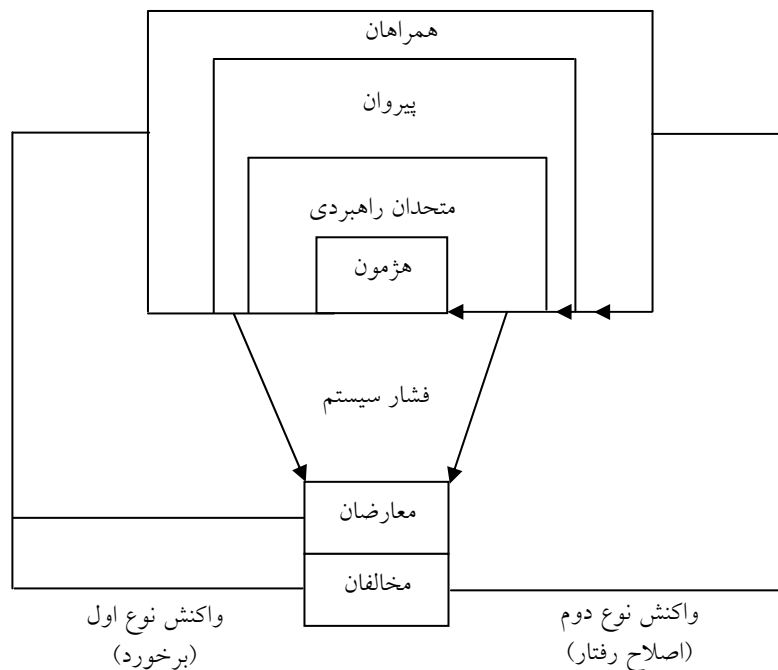 همراهان
پیروان
متحدان راهبردی
هژمون
فشار سیستم
معارضان
مخالفان
واکنش نوع دوم
(اصلاح رفتار)
واکنش نوع اول
(برخورد)